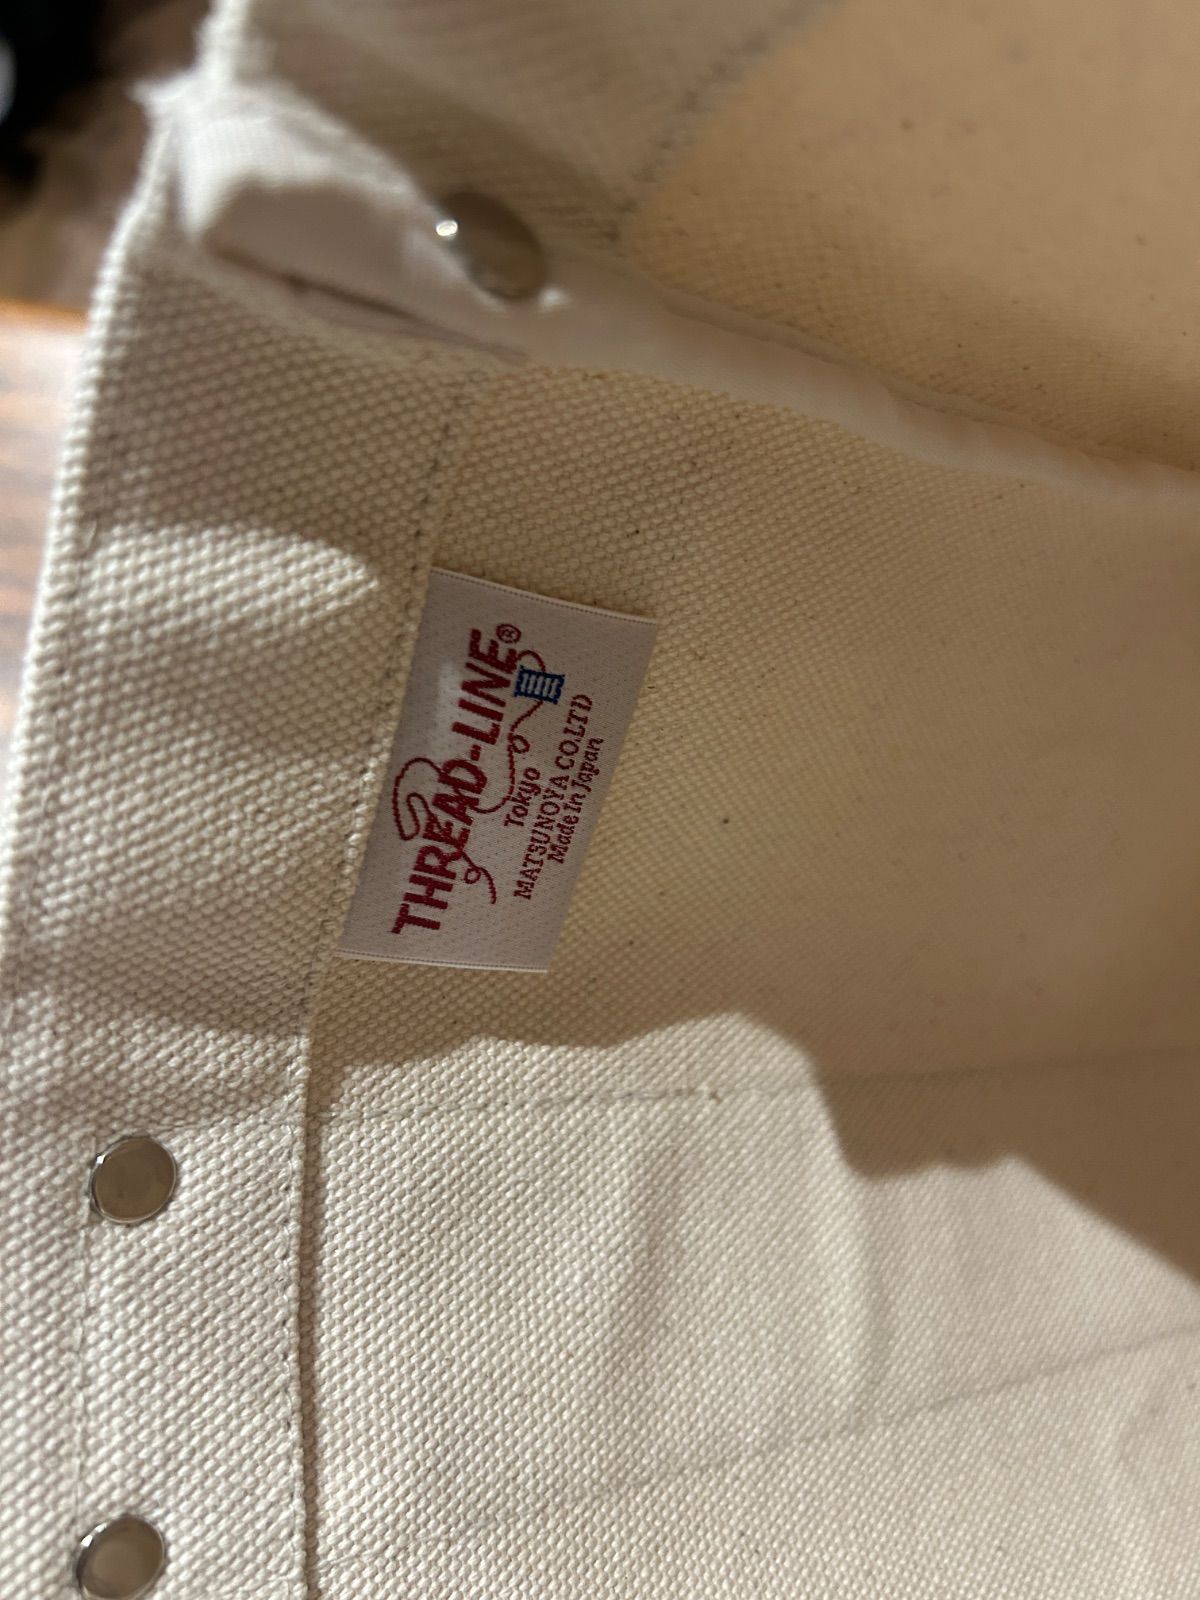 THREAD-LINE®
Tokyo
MATSUNOYA CO.LTD
Made In Japan